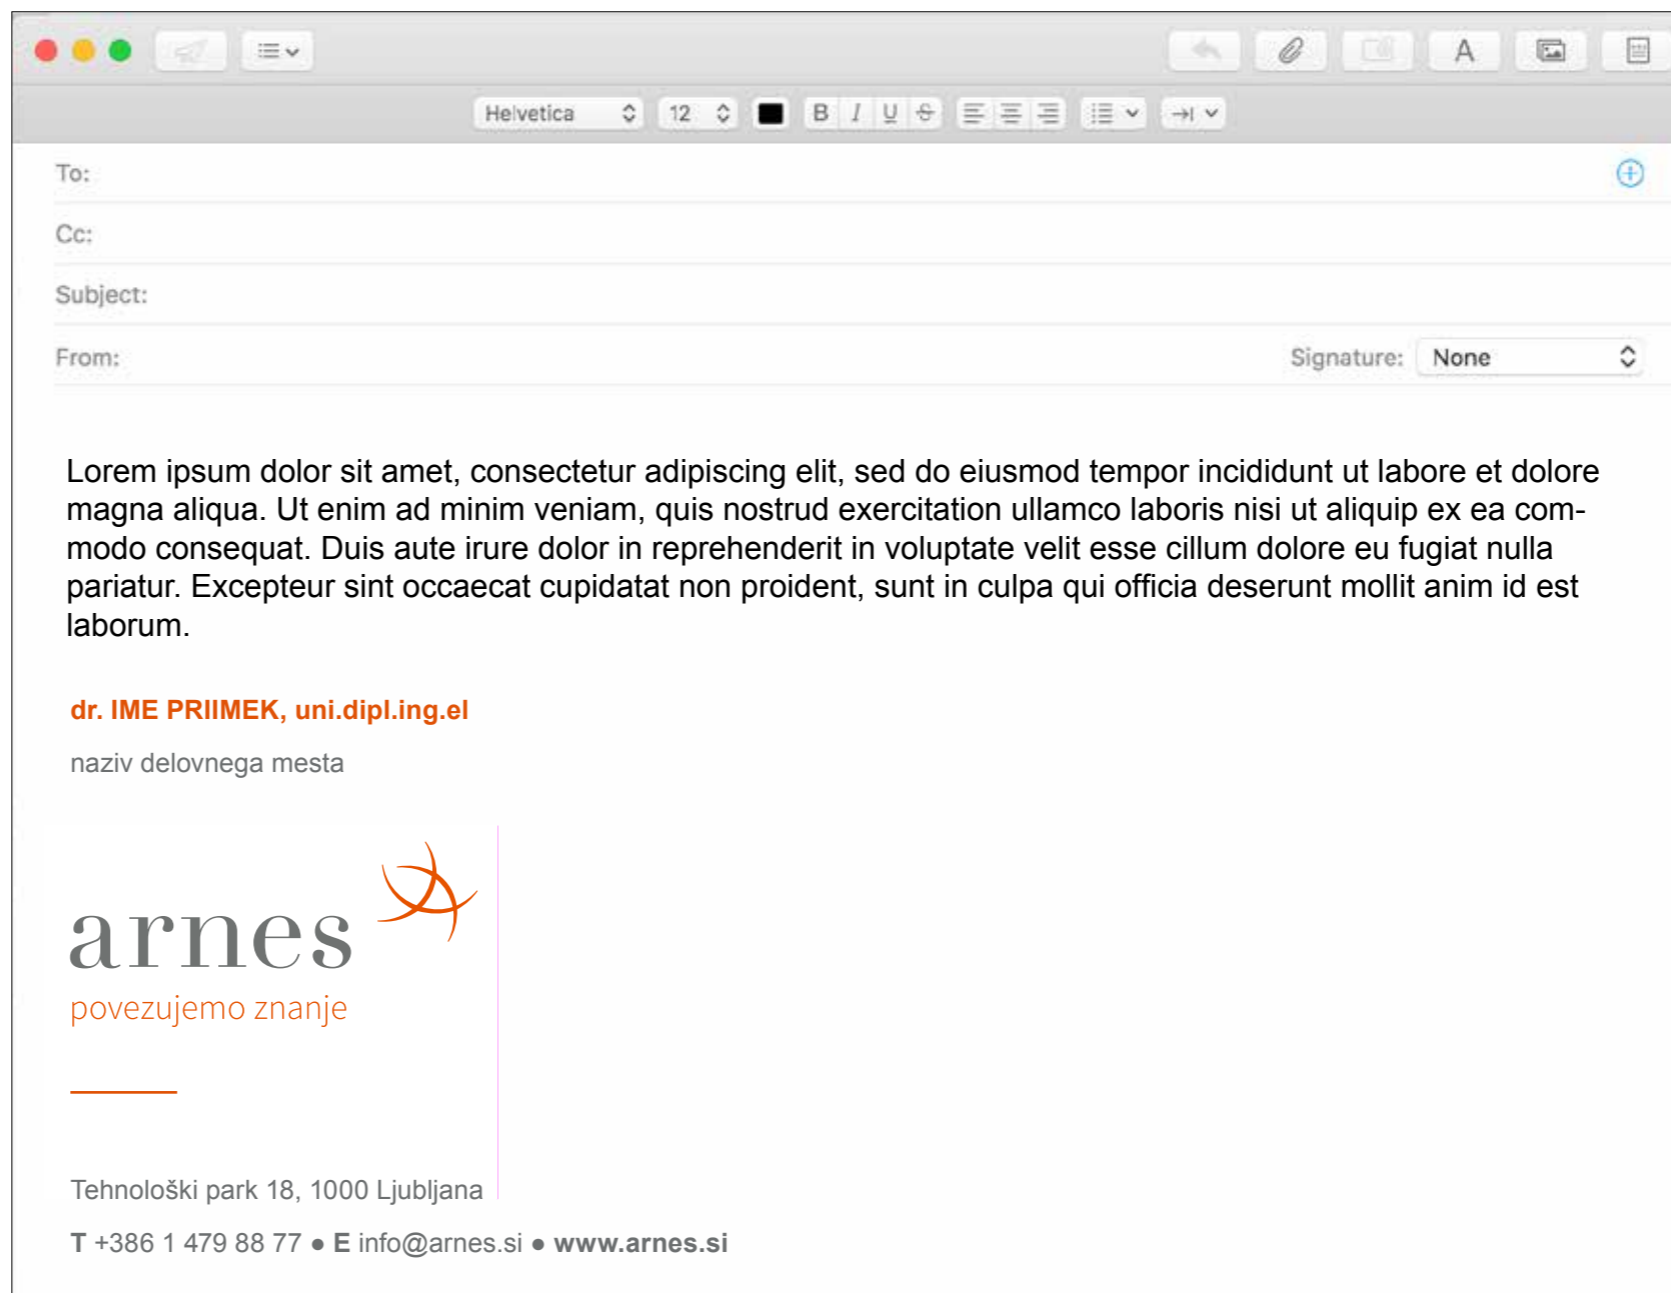 A
Helvetica 12 B I U S
To:
Cc:
Subject:
From: Signature: None
Lorem ipsum dolor sit amet, consectetur adipiscing elit, sed do eiusmod tempor incididunt ut labore et dolore
magna aliqua. Ut enim ad minim veniam, quis nostrud exercitation ullamco laboris nisi ut aliquip ex ea com-
modo consequat. Duis aute irure dolor in reprehenderit in voluptate velit esse cillum dolore eu fugiat nulla
pariatur. Excepteur sint occaecat cupidatat non proident, sunt in culpa qui officia deserunt mollit anim id est
laborum.
dr. IME PRIIMEK, uni.dipl.ing.el
naziv delovnega mesta
arnes
povezujemo znanje
Tehnološki park 18, 1000 Ljubljana
T +386 1 479 88 77 ● E info@arnes.si ● www.arnes.si